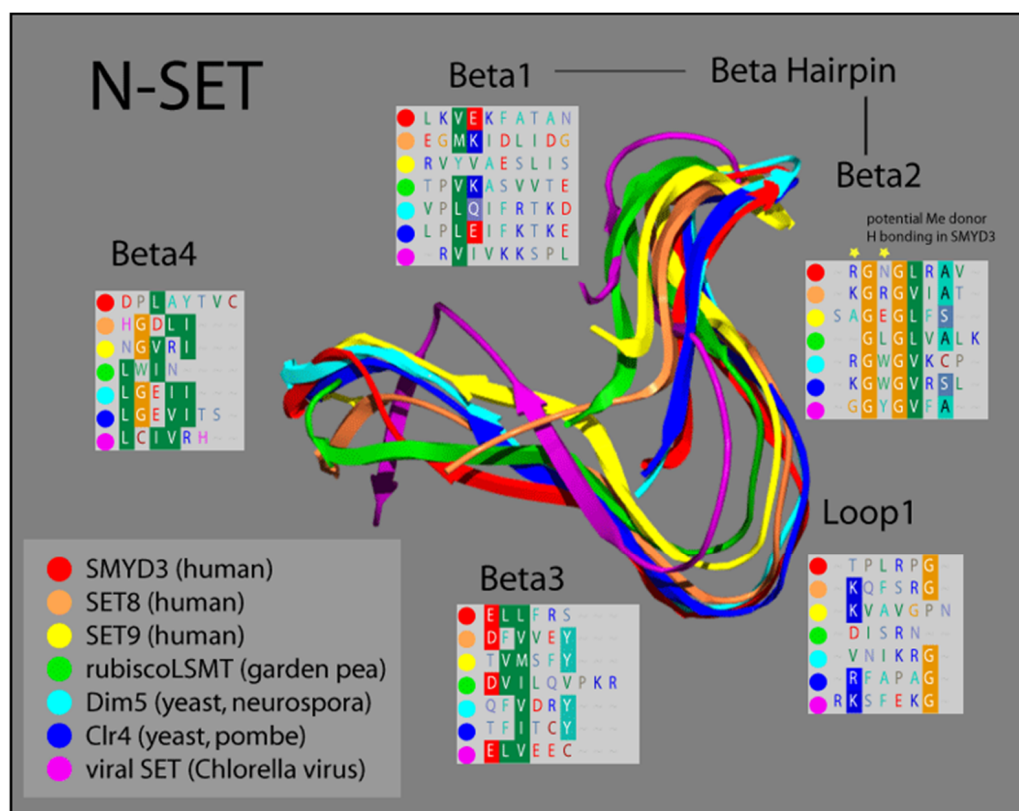 N-SET
Beta1
Beta Hairpin
L K V E K F A T A N
E G M K I D L I D G
R V Y V A E S L I S
T P V K A S V V T E
V P L Q I F R T K D
L P L E I F K T K E
~ R V I V K K S P L
Beta2
potential Me donor
H bonding in SMYD3
~ R G N G L R A V ~
~ K G R G V I A T ~
S A G E G L F S ~ ~
~ ~ G L G L V A L K
~ R G W G V K C P ~
~ K G W G V R S L ~
~ G G Y G V F A ~ ~
Beta4
D P L A Y T V C
H G D L I ~ ~ ~
N G V R I ~ ~ ~
L W I N ~ ~ ~ ~
L G E I I ~ ~ ~
L G E V I T S ~
L C I V R H ~ ~
Loop1
~ T P L R P G ~
~ K Q F S R G ~
~ K V A V G P N
~ D I S R N ~ ~
~ V N I K R G ~
~ R F A P A G ~
R K S F E K G ~
Beta3
E L L F R S ~ ~ ~
D F V V E Y ~ ~ ~
T V M S F Y ~ ~ ~
D V I L Q V P K R
Q F V D R Y ~ ~ ~
T F I T C Y ~ ~ ~
E L V E E C ~ ~ ~
SMYD3 (human)
SET8 (human)
SET9 (human)
rubiscoLSMT (garden pea)
Dim5 (yeast, neurospora)
Clr4 (yeast, pombe)
viral SET (Chlorella virus)